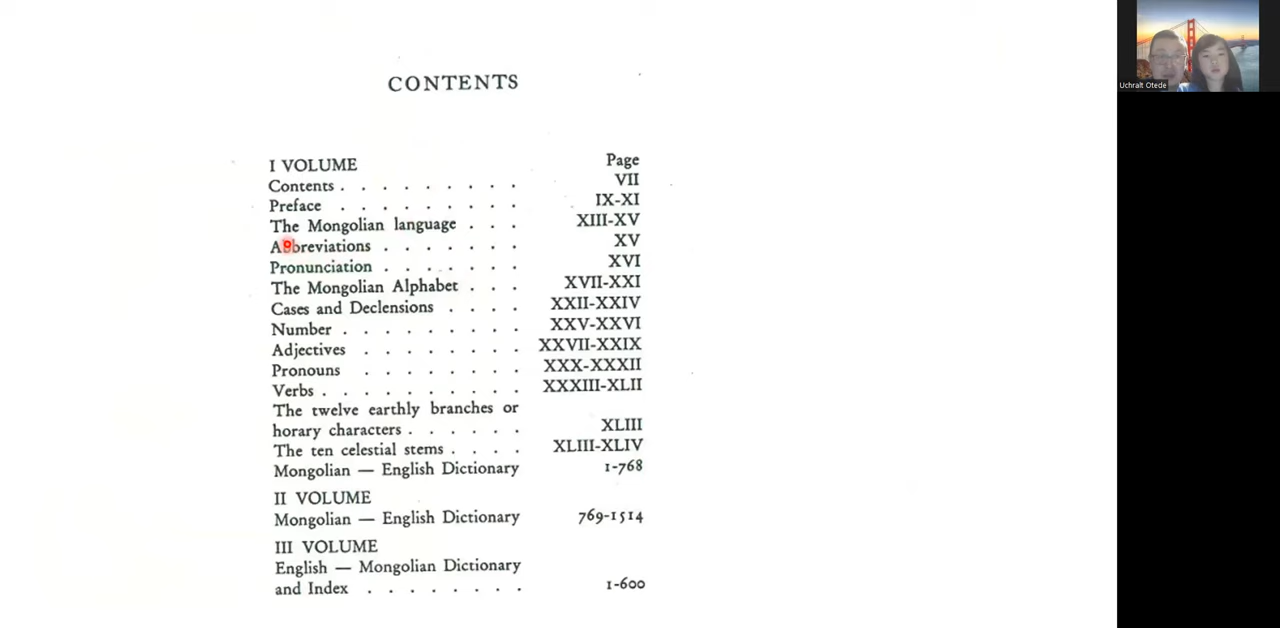 CONTENTS
I VOLUME Page
Contents . . . . . . . . . VII
Preface . . . . . . . . . IX-XI
The Mongolian language . . . XIII-XV
Abbreviations . . . . . . . XV
Pronunciation . . . . . . . XVI
The Mongolian Alphabet . . . XVII-XXI
Cases and Declensions . . . . XXII-XXIV
Number . . . . . . . . . XXV-XXVI
Adjectives . . . . . . . . XXVII-XXIX
Pronouns . . . . . . . . XXX-XXXII
Verbs . . . . . . . . . . XXXIII-XLII
The twelve earthly branches or
horary characters . . . . . . XLIII
The ten celestial stems . . . . XLIII-XLIV
Mongolian — English Dictionary 1-768
II VOLUME
Mongolian — English Dictionary 769-1514
III VOLUME
English — Mongolian Dictionary
and Index . . . . . . . . 1-600
Uchralt Otede